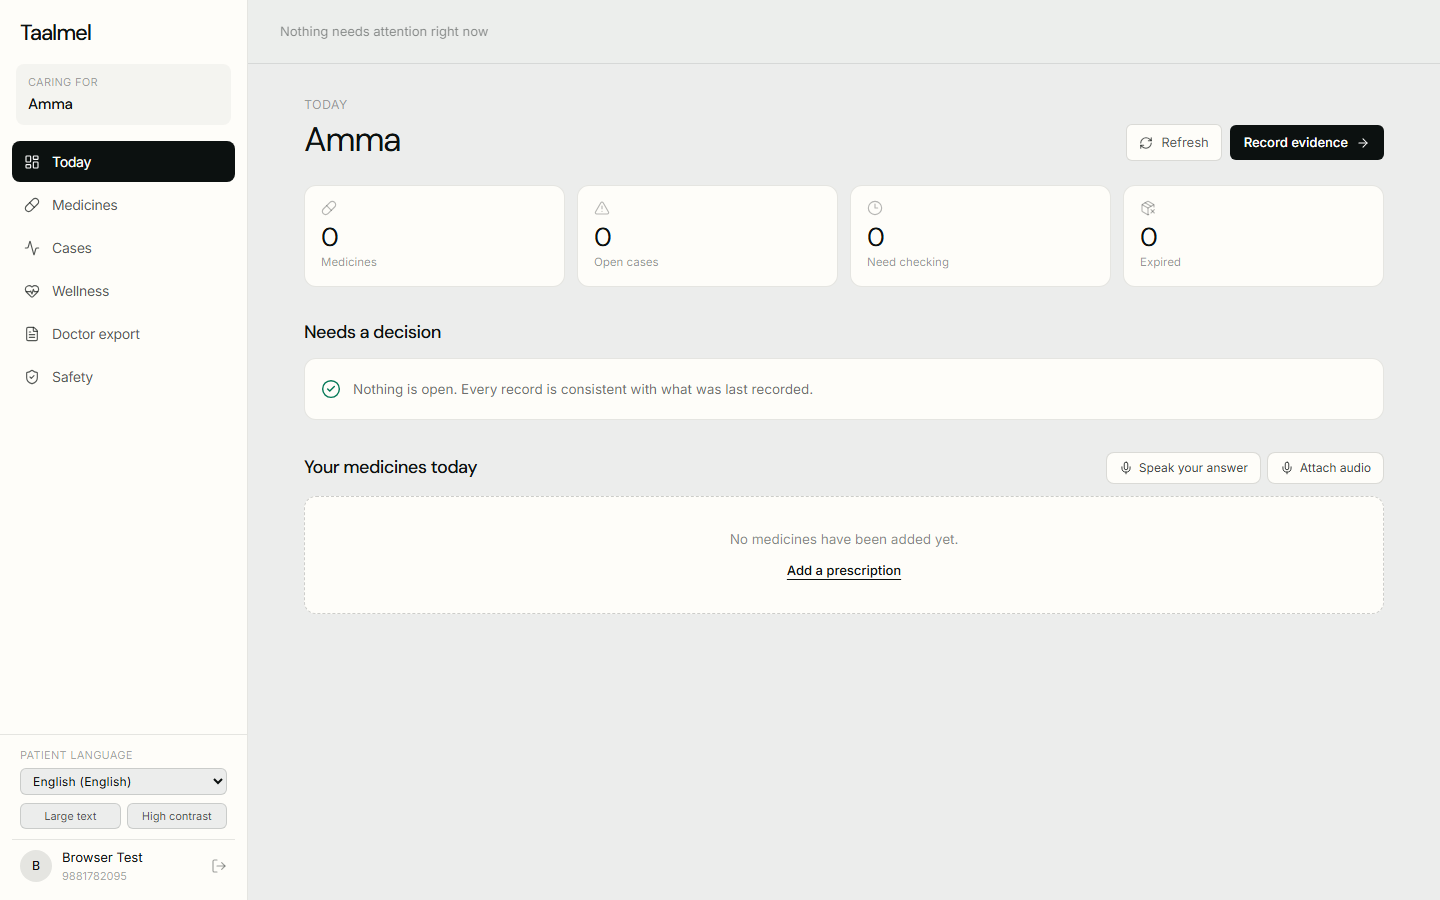 Taalmel
CARING FOR
Amma
Today
Medicines
Cases
Wellness
Doctor export
Safety
PATIENT LANGUAGE
English (English)
Large text
High contrast
B
Browser Test
9881782095
Nothing needs attention right now
TODAY
Amma
Refresh
Record evidence
0
Medicines
0
Open cases
0
Need checking
0
Expired
Needs a decision
Nothing is open. Every record is consistent with what was last recorded.
Your medicines today
Speak your answer
Attach audio
No medicines have been added yet.
Add a prescription